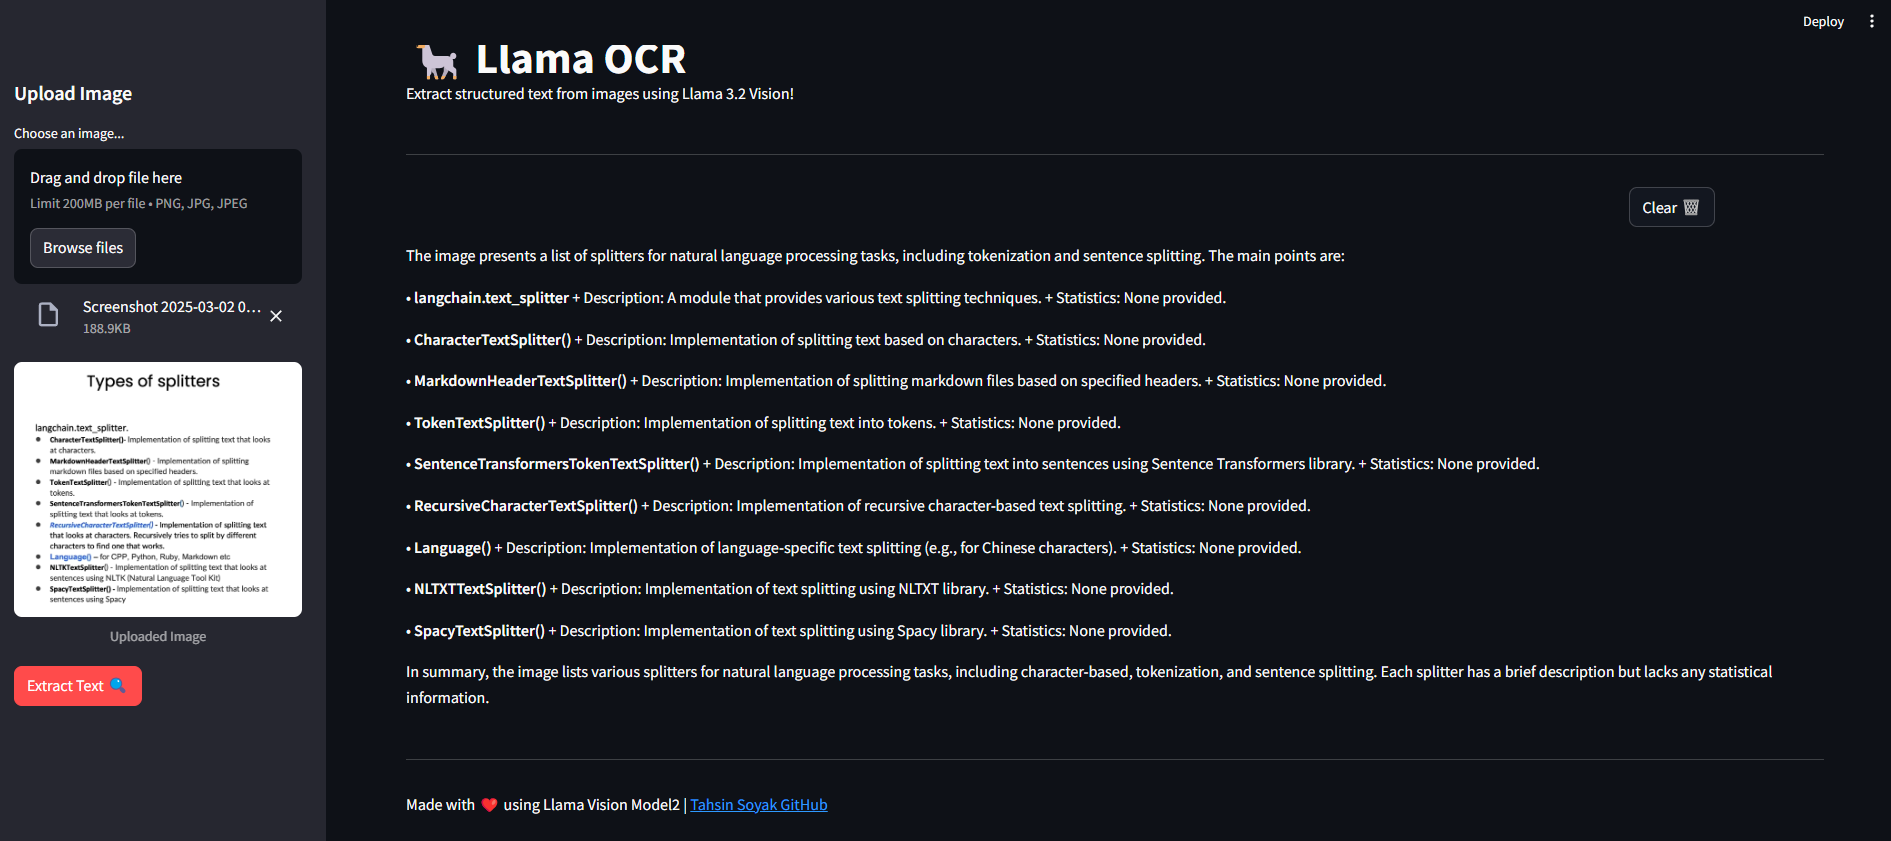 Deploy
Upload Image
Choose an image...
Drag and drop file here
Limit 200MB per file • PNG, JPG, JPEG
Browse files
Screenshot 2025-03-02 0...
188.9KB
Types of splitters
langchain.text_splitter.
● CharacterTextSplitter()- Implementation of splitting text that looks
at characters.
● MarkdownHeaderTextSplitter() - Implementation of splitting
markdown files based on specified headers.
● TokenTextSplitter() - Implementation of splitting text that looks at
tokens.
● SentenceTransformersTokenTextSplitter() - Implementation of
splitting text that looks at tokens.
● RecursiveCharacterTextSplitter() - Implementation of splitting text
that looks at characters. Recursively tries to split by different
characters to find one that works.
● Language() – for CPP, Python, Ruby, Markdown etc
● NLTKTextSplitter() - Implementation of splitting text that looks at
sentences using NLTK (Natural Language Tool Kit)
● SpacyTextSplitter() - Implementation of splitting text that looks at
sentences using Spacy
Uploaded Image
Extract Text
Llama OCR
Extract structured text from images using Llama 3.2 Vision!
Clear
The image presents a list of splitters for natural language processing tasks, including tokenization and sentence splitting. The main points are:
• langchain.text_splitter + Description: A module that provides various text splitting techniques. + Statistics: None provided.
• CharacterTextSplitter() + Description: Implementation of splitting text based on characters. + Statistics: None provided.
• MarkdownHeaderTextSplitter() + Description: Implementation of splitting markdown files based on specified headers. + Statistics: None provided.
• TokenTextSplitter() + Description: Implementation of splitting text into tokens. + Statistics: None provided.
• SentenceTransformersTokenTextSplitter() + Description: Implementation of splitting text into sentences using Sentence Transformers library. + Statistics: None provided.
• RecursiveCharacterTextSplitter() + Description: Implementation of recursive character-based text splitting. + Statistics: None provided.
• Language() + Description: Implementation of language-specific text splitting (e.g., for Chinese characters). + Statistics: None provided.
• NLTXTTextSplitter() + Description: Implementation of text splitting using NLTXT library. + Statistics: None provided.
• SpacyTextSplitter() + Description: Implementation of text splitting using Spacy library. + Statistics: None provided.
In summary, the image lists various splitters for natural language processing tasks, including character-based, tokenization, and sentence splitting. Each splitter has a brief description but lacks any statistical
information.
Made with ❤️ using Llama Vision Model2 | Tahsin Soyak GitHub